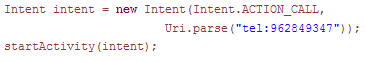 Intent intent = new Intent(Intent.ACTION_CALL,
Uri.parse("tel:962849347"));
startActivity(intent);